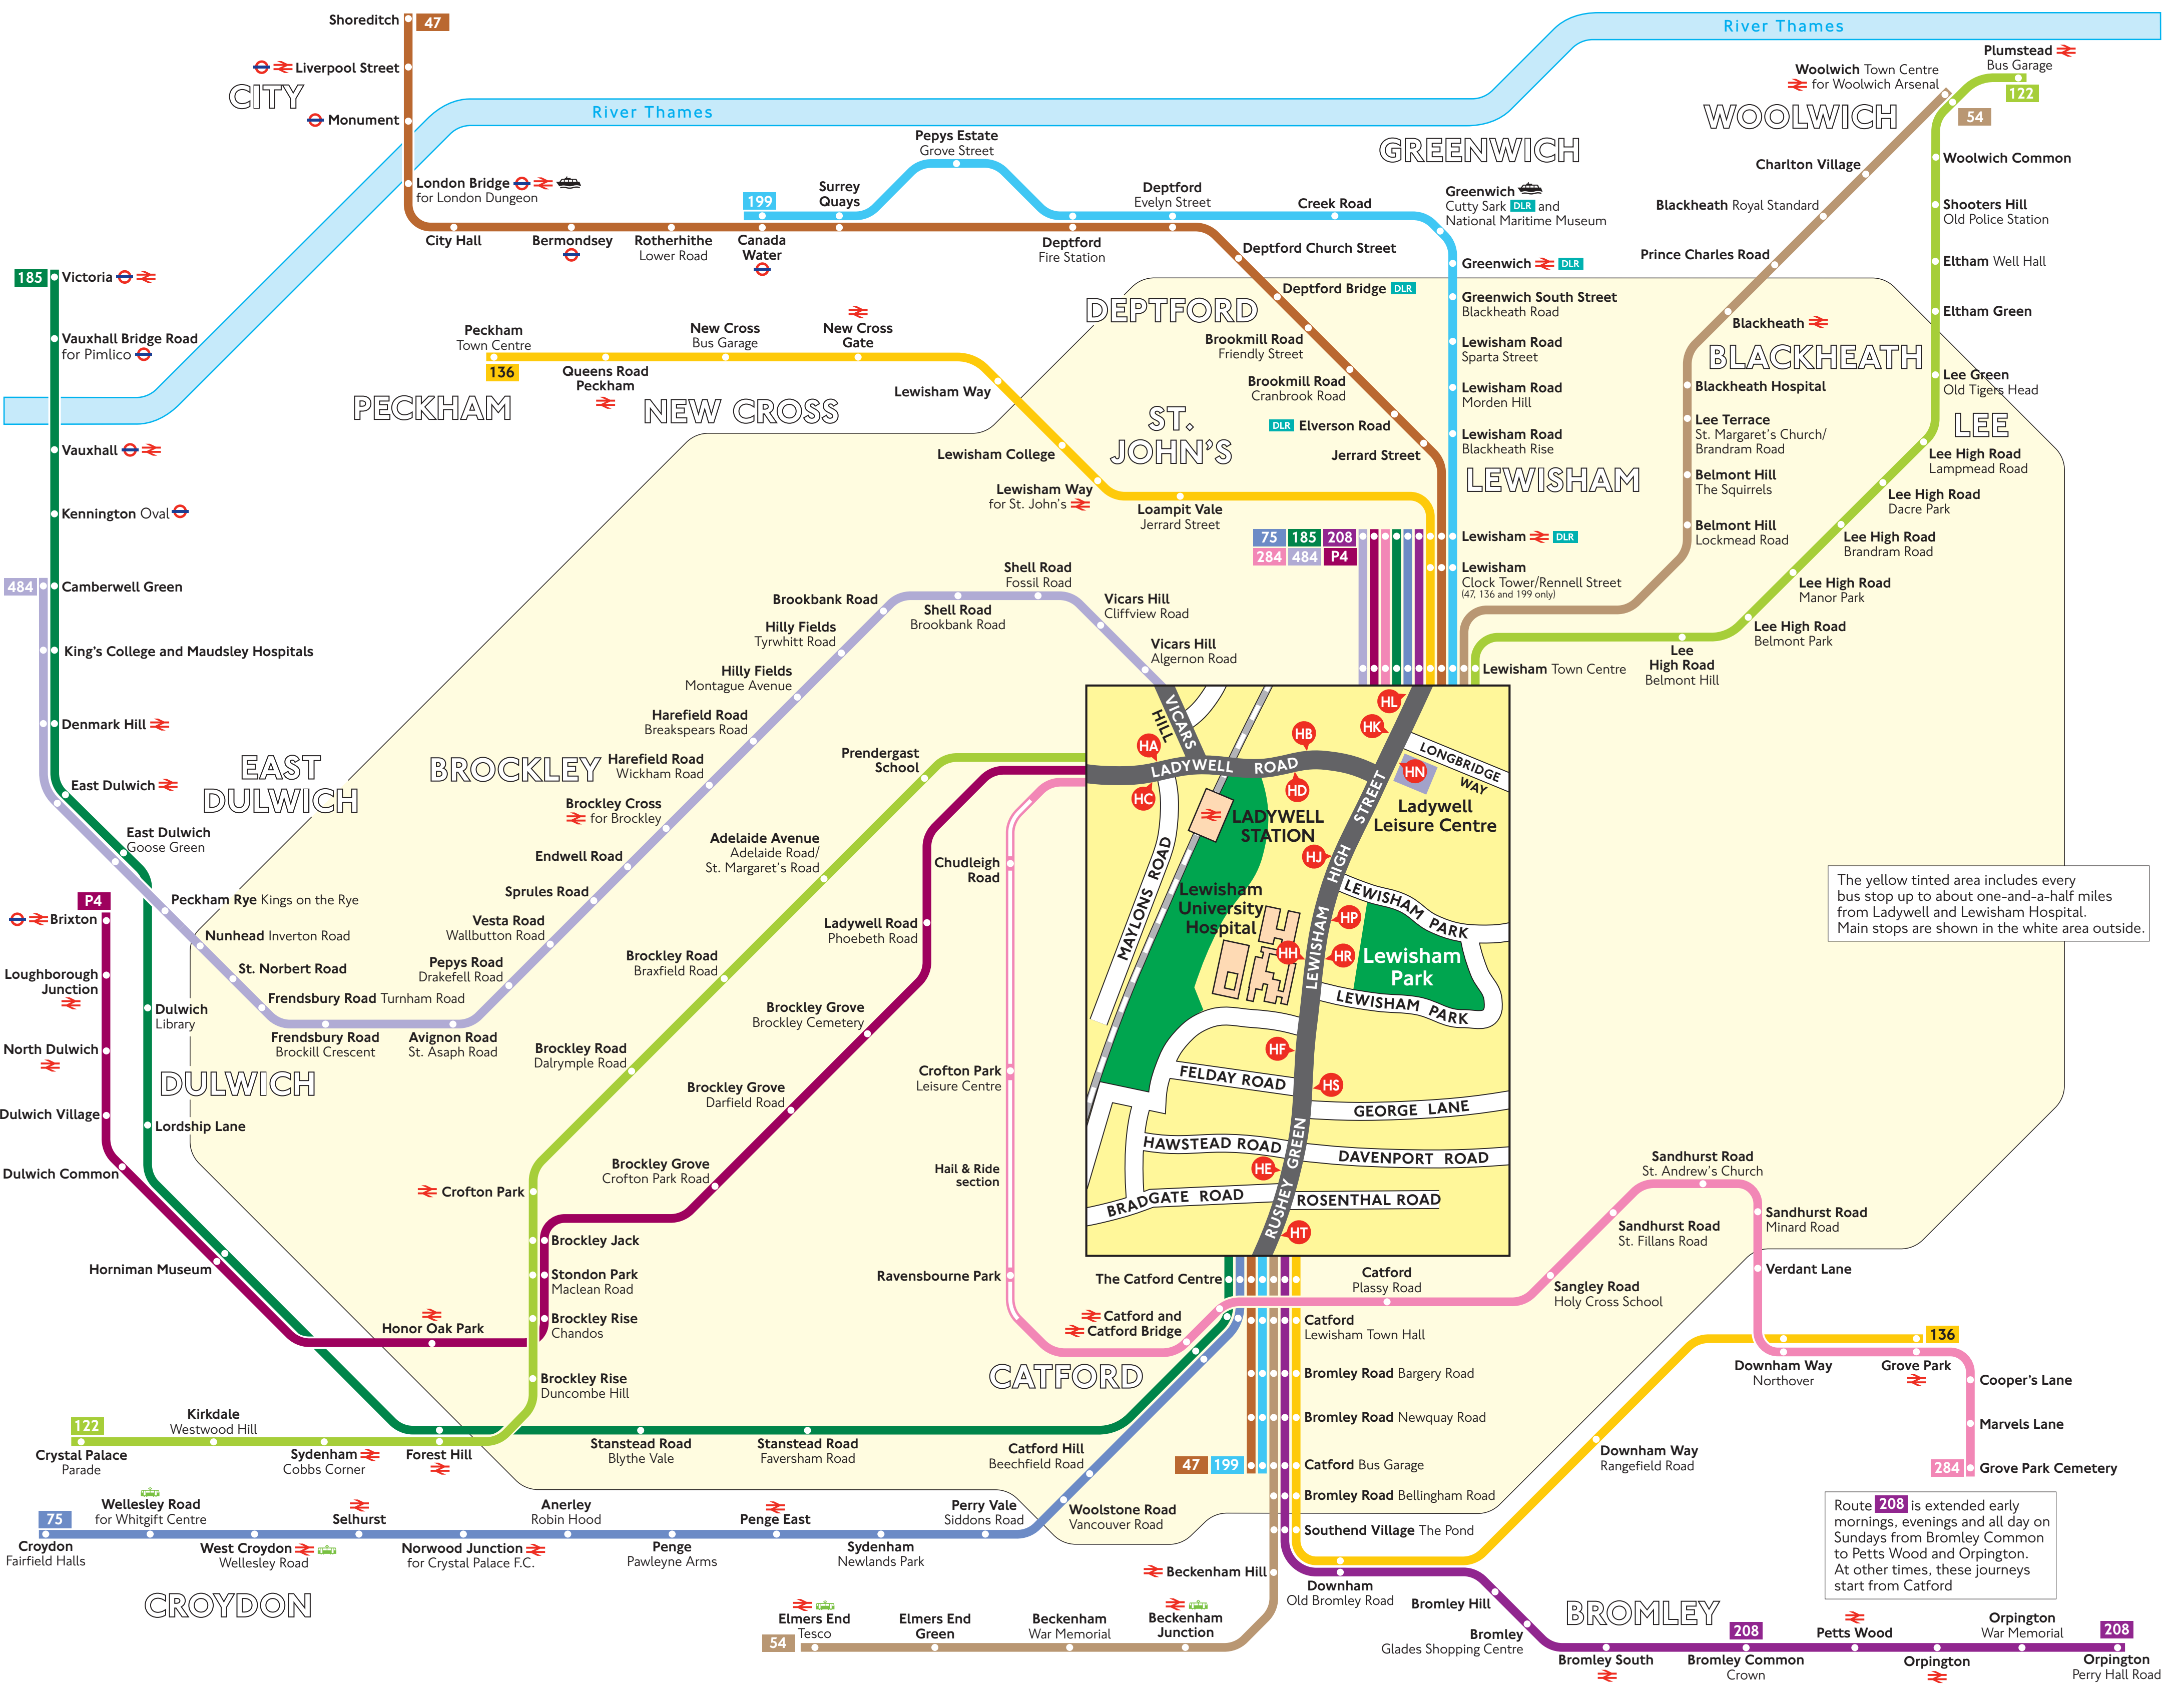 River Thames
Shoreditch
47
Liverpool Street
CITY
Monument
River Thames
London Bridge
for London Dungeon
City Hall
Bermondsey
Rotherhithe
Lower Road
Canada
Water
199
Surrey
Quays
Pepys Estate
Grove Street
Deptford
Fire Station
Deptford
Evelyn Street
Creek Road
GREENWICH
Greenwich
Cutty Sark DLR and
National Maritime Museum
Greenwich DLR
Greenwich South Street
Blackheath Road
Lewisham Road
Sparta Street
Lewisham Road
Morden Hill
Lewisham Road
Blackheath Rise
LEWISHAM
Deptford Church Street
Deptford Bridge DLR
DEPTFORD
Brookmill Road
Friendly Street
Brookmill Road
Cranbrook Road
DLR Elverson Road
Jerrard Street
Plumstead
Bus Garage
122
Woolwich Town Centre
for Woolwich Arsenal
WOOLWICH
54
Charlton Village
Blackheath Royal Standard
Prince Charles Road
Blackheath
BLACKHEATH
Blackheath Hospital
Lee Terrace
St. Margaret's Church/
Brandram Road
Belmont Hill
The Squirrels
Belmont Hill
Lockmead Road
Woolwich Common
Shooters Hill
Old Police Station
Eltham Well Hall
Eltham Green
Lee Green
Old Tigers Head
LEE
Lee High Road
Lampmead Road
Lee High Road
Dacre Park
Lee High Road
Brandram Road
Lee High Road
Manor Park
Lee High Road
Belmont Park
Lee
High Road
Belmont Hill
185
Victoria
Vauxhall Bridge Road
for Pimlico
Vauxhall
Kennington Oval
484
Camberwell Green
King's College and Maudsley Hospitals
Denmark Hill
East Dulwich
EAST
DULWICH
East Dulwich
Goose Green
Peckham Rye Kings on the Rye
Nunhead Inverton Road
St. Norbert Road
Frendsbury Road Turnham Road
Frendsbury Road
Brockill Crescent
Avignon Road
St. Asaph Road
Pepys Road
Drakefell Road
Vesta Road
Wallbutton Road
Sprules Road
Endwell Road
Brockley Cross
for Brockley
BROCKLEY
Harefield Road
Wickham Road
Harefield Road
Breakspears Road
Hilly Fields
Montague Avenue
Hilly Fields
Tyrwhitt Road
Brookbank Road
Shell Road
Brookbank Road
Shell Road
Fossil Road
Vicars Hill
Cliffview Road
Vicars Hill
Algernon Road
Peckham
Town Centre
136
PECKHAM
Queens Road
Peckham
New Cross
Bus Garage
NEW CROSS
New Cross
Gate
Lewisham Way
Lewisham College
ST.
JOHN'S
Lewisham Way
for St. John's
Loampit Vale
Jerrard Street
75 185 208
284 484 P4
Lewisham DLR
Lewisham
Clock Tower/Rennell Street
(47, 136 and 199 only)
Lewisham Town Centre
P4
Brixton
Loughborough
Junction
North Dulwich
Dulwich Village
Dulwich Common
Dulwich
Library
DULWICH
Lordship Lane
Horniman Museum
Honor Oak Park
Prendergast
School
Adelaide Avenue
Adelaide Road/
St. Margaret's Road
Brockley Road
Braxfield Road
Brockley Road
Dalrymple Road
Crofton Park
Brockley Jack
Stondon Park
Maclean Road
Brockley Rise
Chandos
Brockley Rise
Duncombe Hill
Ladywell Road
Phoebeth Road
Brockley Grove
Brockley Cemetery
Brockley Grove
Darfield Road
Brockley Grove
Crofton Park Road
Chudleigh
Road
Crofton Park
Leisure Centre
Hail & Ride
section
Ravensbourne Park
Catford and
Catford Bridge
CATFORD
HL
HK
HB
HA
HC
HD
HN
HJ
HP
HH
HR
HF
HS
HE
HT
VICARS
HILL
LADYWELL ROAD
LONGBRIDGE
WAY
Ladywell
Leisure Centre
LADYWELL
STATION
MAYLONS ROAD
Lewisham
University
Hospital
LEWISHAM HIGH STREET
LEWISHAM PARK
Lewisham
Park
LEWISHAM PARK
FELDAY ROAD
GEORGE LANE
HAWSTEAD ROAD
DAVENPORT ROAD
BRADGATE ROAD
ROSENTHAL ROAD
RUSHEY GREEN
The yellow tinted area includes every
bus stop up to about one-and-a-half miles
from Ladywell and Lewisham Hospital.
Main stops are shown in the white area outside.
The Catford Centre
Catford
Plassy Road
Catford
Lewisham Town Hall
Bromley Road Bargery Road
Bromley Road Newquay Road
47 199
Catford Bus Garage
Bromley Road Bellingham Road
Southend Village The Pond
Sangley Road
Holy Cross School
Sandhurst Road
St. Fillans Road
Sandhurst Road
St. Andrew's Church
Sandhurst Road
Minard Road
Verdant Lane
136
Downham Way
Northover
Grove Park
Cooper's Lane
Marvels Lane
284
Grove Park Cemetery
Downham Way
Rangefield Road
122
Crystal Palace
Parade
Kirkdale
Westwood Hill
Sydenham
Cobbs Corner
Forest Hill
Stanstead Road
Blythe Vale
Stanstead Road
Faversham Road
Catford Hill
Beechfield Road
Woolstone Road
Vancouver Road
75
Croydon
Fairfield Halls
Wellesley Road
for Whitgift Centre
West Croydon
Wellesley Road
Selhurst
Norwood Junction
for Crystal Palace F.C.
Anerley
Robin Hood
Penge
Pawleyne Arms
Penge East
Sydenham
Newlands Park
Perry Vale
Siddons Road
CROYDON
Beckenham Hill
54
Elmers End
Tesco
Elmers End
Green
Beckenham
War Memorial
Beckenham
Junction
Downham
Old Bromley Road
Bromley Hill
Bromley
Glades Shopping Centre
BROMLEY
Bromley South
208
Bromley Common
Crown
Petts Wood
Orpington
Orpington
War Memorial
208
Orpington
Perry Hall Road
Route 208 is extended early
mornings, evenings and all day on
Sundays from Bromley Common
to Petts Wood and Orpington.
At other times, these journeys
start from Catford